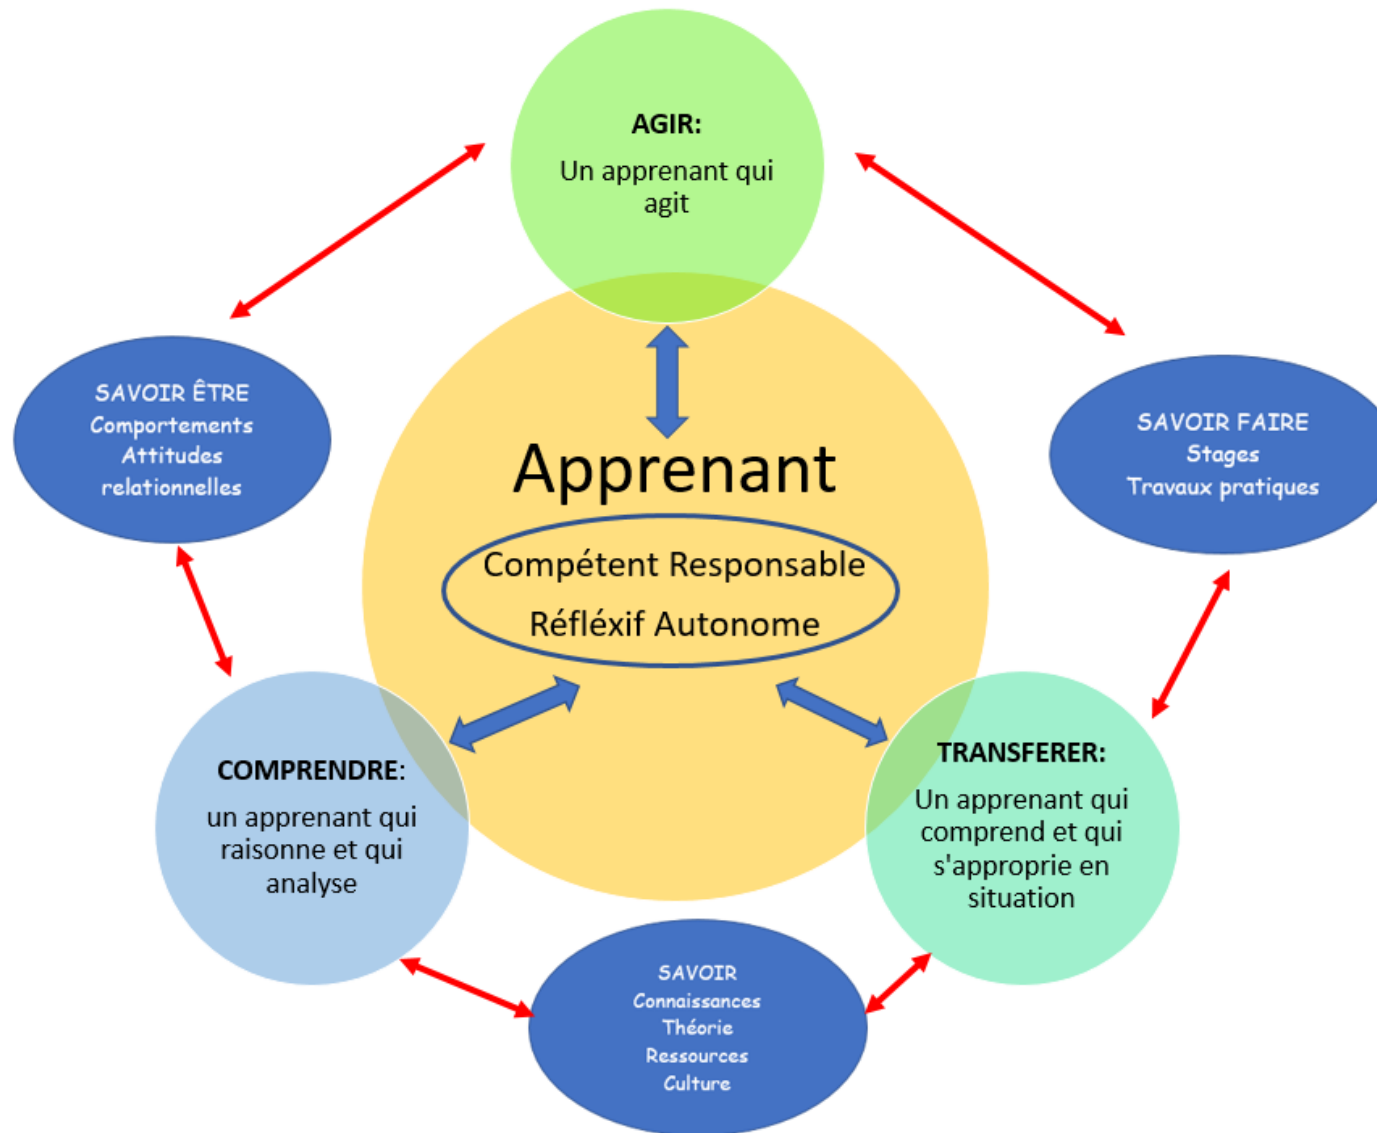 AGIR:
Un apprenant qui
agit
SAVOIR ÊTRE
Comportements
Attitudes
relationnelles
SAVOIR FAIRE
Stages
Travaux pratiques
Apprenant
Compétent Responsable
Réfléxif Autonome
COMPRENDRE:
un apprenant qui
raisonne et qui
analyse
TRANSFERER:
Un apprenant qui
comprend et qui
s'approprie en
situation
SAVOIR
Connaissances
Théorie
Ressources
Culture